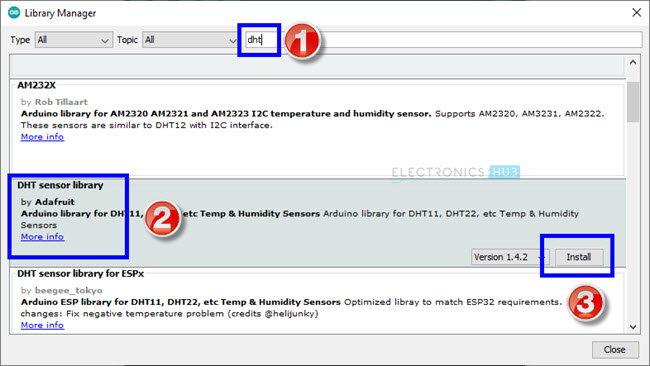 Library Manager
Type All Topic All dht
1
AM232X
by Rob Tillaart
Arduino library for AM2320 AM2321 and AM2323 I2C temperature and humidity sensor. Supports AM2320, AM3231, AM2322.
These sensors are similar to DHT12 with I2C interface.
More info
ELECTRONICS HUB
DHT sensor library
by Adafruit
Arduino library for DHT11, etc Temp & Humidity Sensors Arduino library for DHT11, DHT22, etc Temp & Humidity
Sensors
More info
2
Version 1.4.2 Install
3
DHT sensor library for ESPx
by beegee_tokyo
Arduino ESP library for DHT11, DHT22, etc Temp & Humidity Sensors Optimized libray to match ESP32 requirements.
changes: Fix negative temperature problem (credits @helijunky)
More info
Close